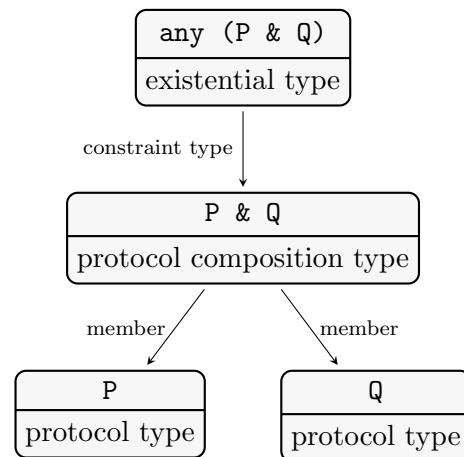 any (P & Q)
existential type
constraint type
P & Q
protocol composition type
member
member
P
protocol type
Q
protocol type